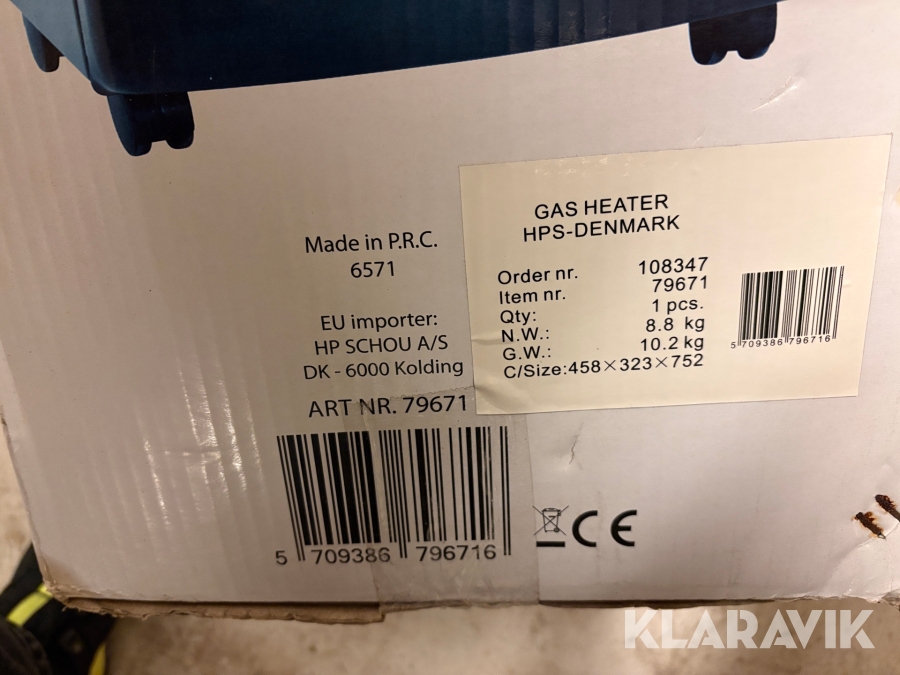 Made in P.R.C.
6571
EU importer:
HP SCHOU A/S
DK - 6000 Kolding
ART NR. 79671
5 709386 796716
GAS HEATER
HPS-DENMARK
Order nr. 108347
Item nr. 79671
Qty: 1 pcs.
N.W.: 8.8 kg
G.W.: 10.2 kg
C/Size:458×323×752
5 709386 796716
CE
KLARAVIK